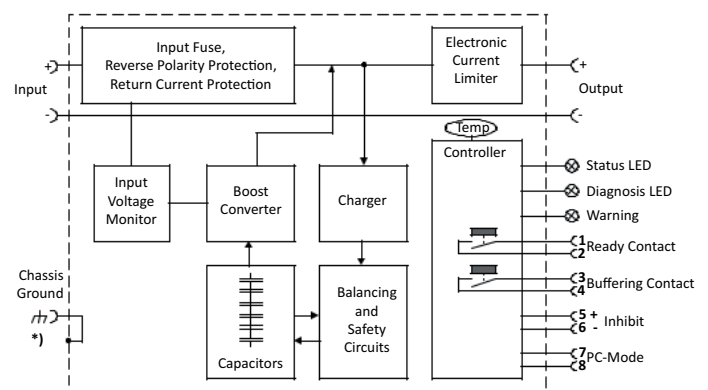 Input Fuse,
Reverse Polarity Protection,
Return Current Protection
Electronic
Current
Limiter
+
Input
-
+
Output
-
Temp
Controller
Input
Voltage
Monitor
Boost
Converter
Charger
Status LED
Diagnosis LED
Warning
1
2
Ready Contact
3
4
Buffering Contact
5 +
6 -
Inhibit
7
8
PC-Mode
Chassis
Ground
*)
Capacitors
Balancing
and
Safety
Circuits